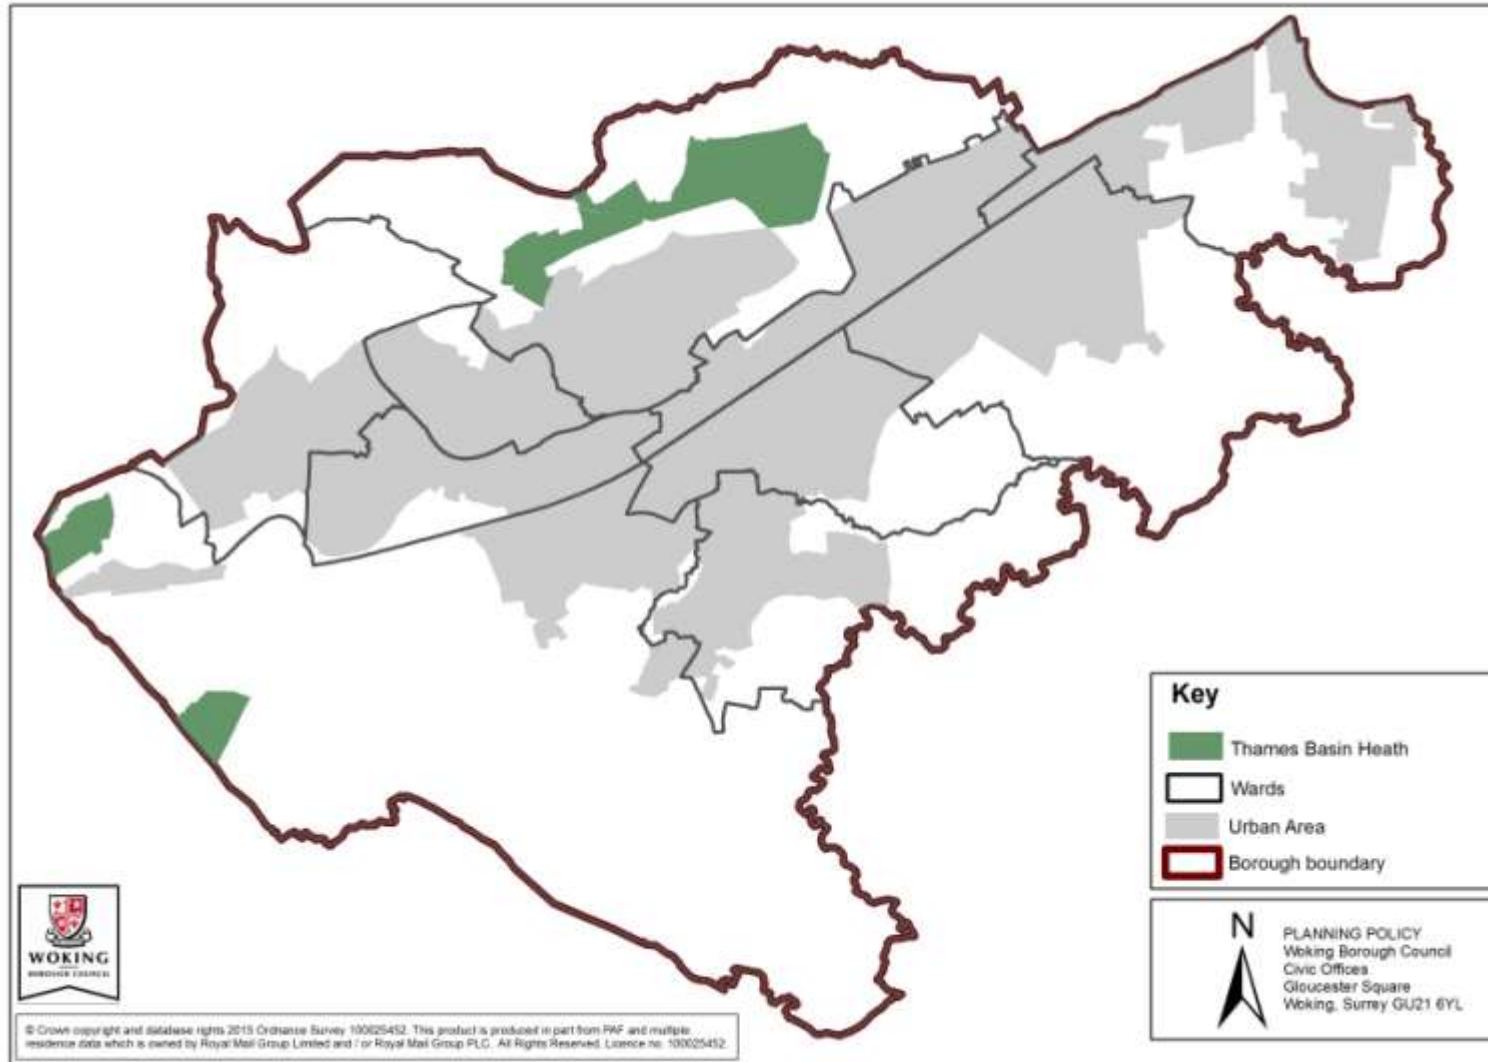 Key
Thames Basin Heath
Wards
Urban Area
Borough boundary
N
PLANNING POLICY
Woking Borough Council
Civic Offices
Gloucester Square
Woking, Surrey GU21 6YL
WOKING
BOROUGH COUNCIL
© Crown copyright and database rights 2015 Ordnance Survey 100025452. This product is produced in part from PAF and multiple
residence data which is owned by Royal Mail Group Limited and / or Royal Mail Group PLC. All Rights Reserved. Licence no. 100025452.